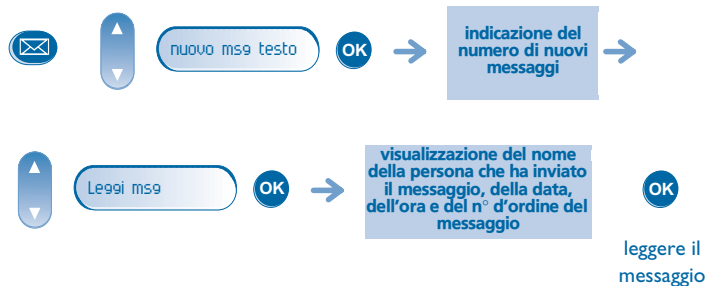 nuovo msg testo
OK
indicazione del
numero di nuovi
messaggi
Leggi msg
OK
visualizzazione del nome
della persona che ha inviato
il messaggio, della data,
dell'ora e del n° d'ordine del
messaggio
OK
leggere il
messaggio